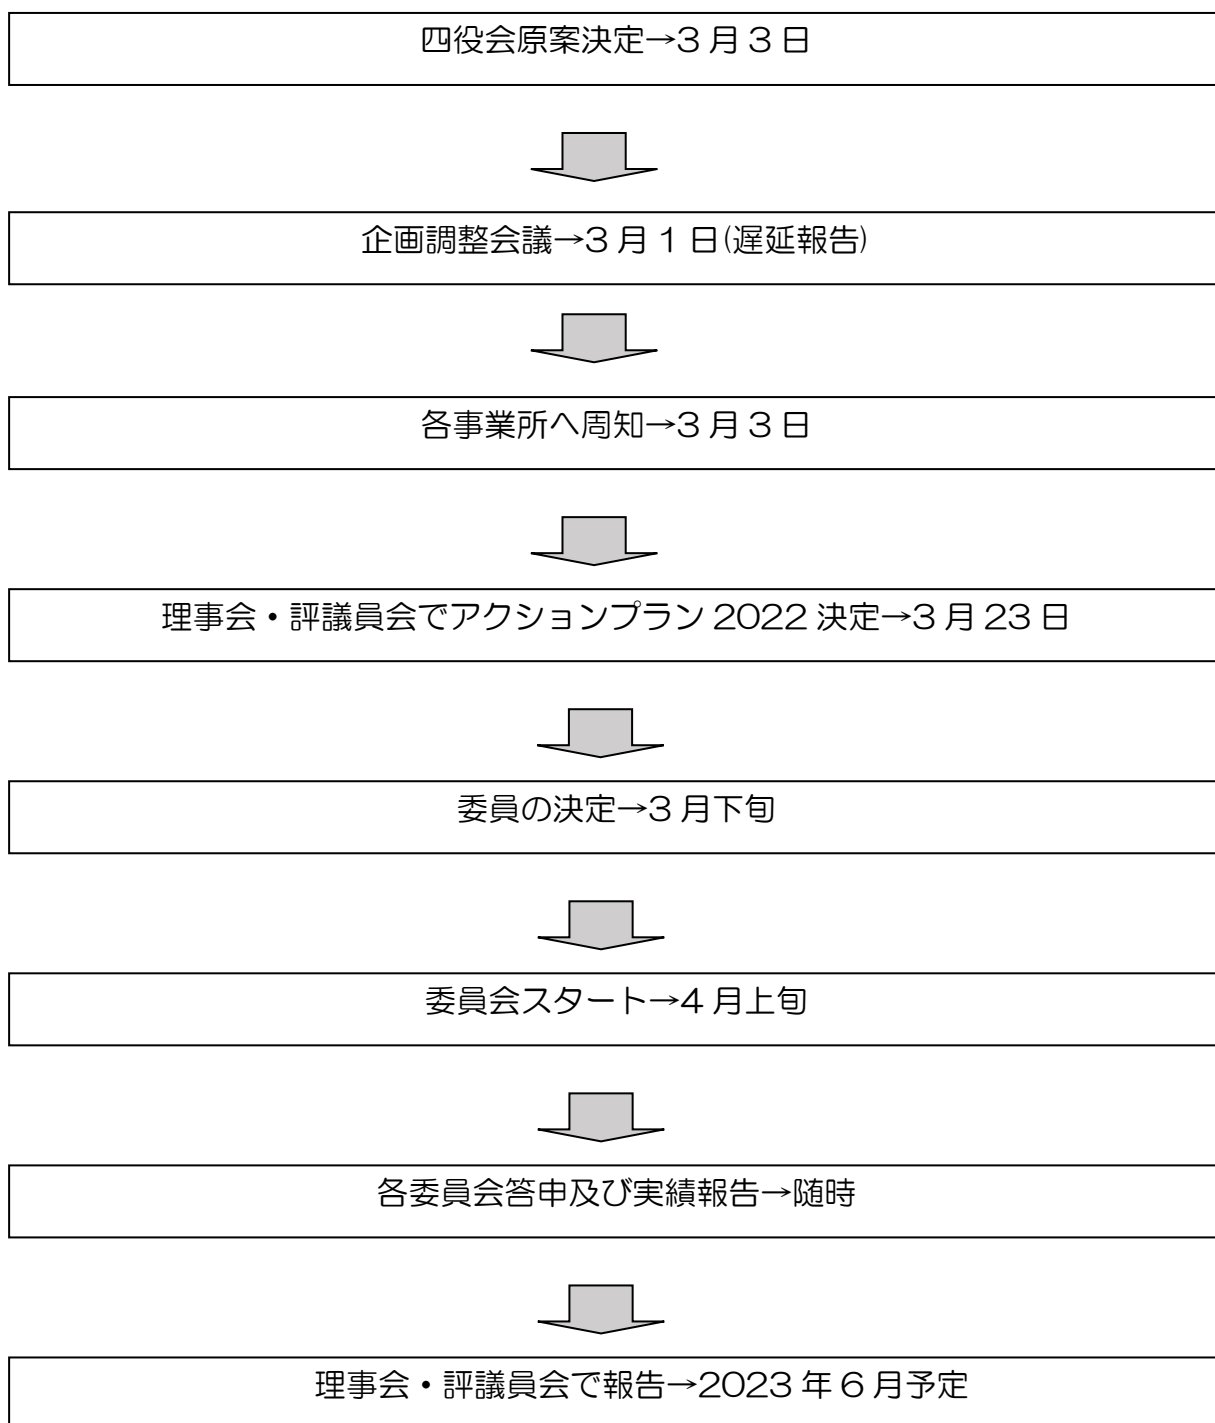 四役会原案決定→3月3日
企画調整会議→3月1日(遅延報告)
各事業所へ周知→3月3日
理事会・評議員会でアクションプラン2022決定→3月23日
委員の決定→3月下旬
委員会スタート→4月上旬
各委員会答申及び実績報告→随時
理事会・評議員会で報告→2023年6月予定